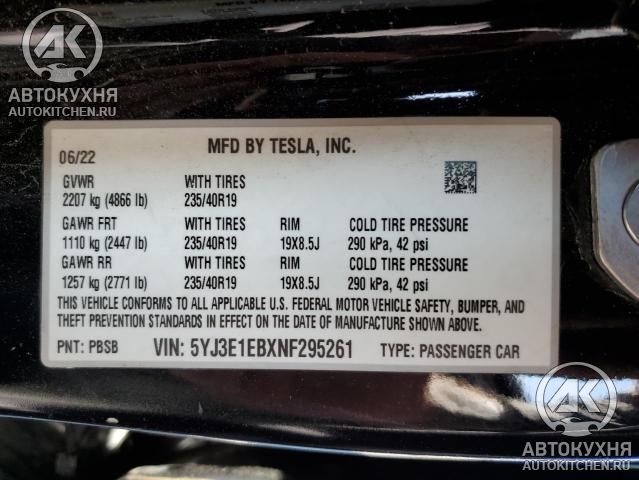 АК
АВТОКУХНЯ
AUTOKITCHEN.RU
06/22 MFD BY TESLA, INC.
GVWR WITH TIRES
2207 kg (4866 lb) 235/40R19
GAWR FRT WITH TIRES RIM COLD TIRE PRESSURE
1110 kg (2447 lb) 235/40R19 19X8.5J 290 kPa, 42 psi
GAWR RR WITH TIRES RIM COLD TIRE PRESSURE
1257 kg (2771 lb) 235/40R19 19X8.5J 290 kPa, 42 psi
THIS VEHICLE CONFORMS TO ALL APPLICABLE U.S. FEDERAL MOTOR VEHICLE SAFETY, BUMPER, AND
THEFT PREVENTION STANDARDS IN EFFECT ON THE DATE OF MANUFACTURE SHOWN ABOVE.
PNT: PBSB VIN: 5YJ3E1EBXNF295261 TYPE: PASSENGER CAR
АК
АВТОКУХНЯ
AUTOKITCHEN.RU